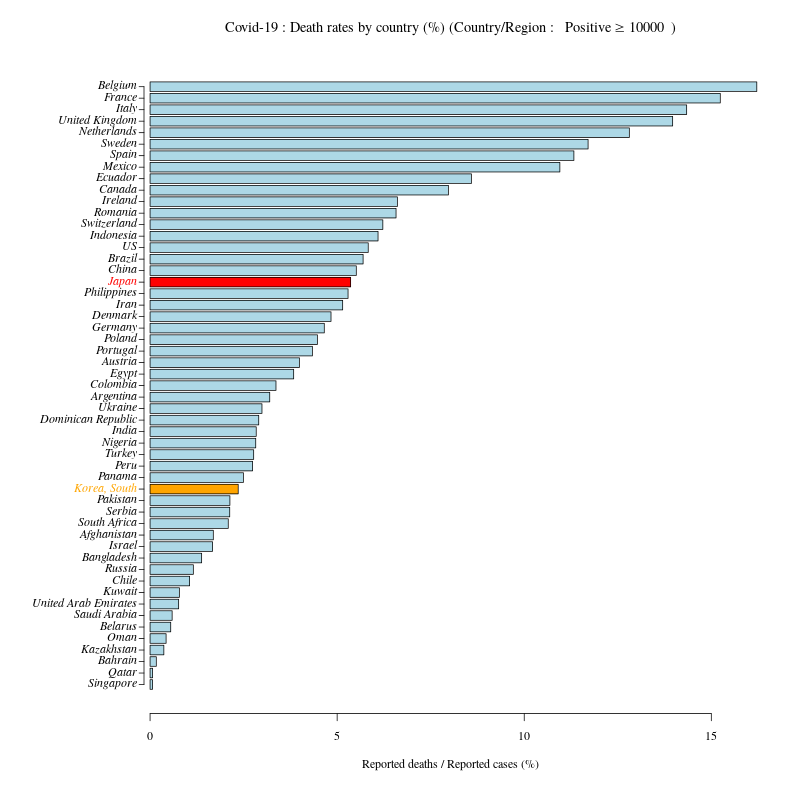 Covid-19 : Death rates by country (%) (Country/Region :   Positive ≥ 10000  )
Belgium
France
Italy
United Kingdom
Netherlands
Sweden
Spain
Mexico
Ecuador
Canada
Ireland
Romania
Switzerland
Indonesia
US
Brazil
China
Japan
Philippines
Iran
Denmark
Germany
Poland
Portugal
Austria
Egypt
Colombia
Argentina
Ukraine
Dominican Republic
India
Nigeria
Turkey
Peru
Panama
Korea, South
Pakistan
Serbia
South Africa
Afghanistan
Israel
Bangladesh
Russia
Chile
Kuwait
United Arab Emirates
Saudi Arabia
Belarus
Oman
Kazakhstan
Bahrain
Qatar
Singapore
0 5 10 15
Reported deaths / Reported cases (%)